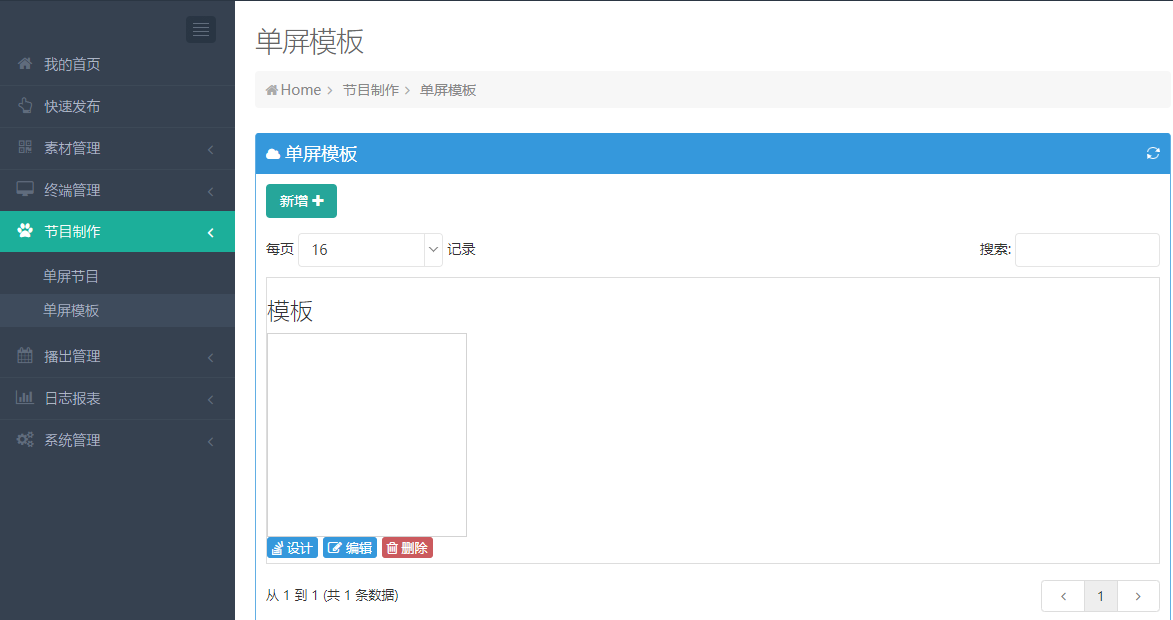 我的首页
快速发布
素材管理
终端管理
节目制作
单屏节目
单屏模板
播出管理
日志报表
系统管理
单屏模板
Home > 节目制作 > 单屏模板
单屏模板
新增
每页 16 记录 搜索:
模板
设计 编辑 删除
从 1 到 1 (共 1 条数据)
1